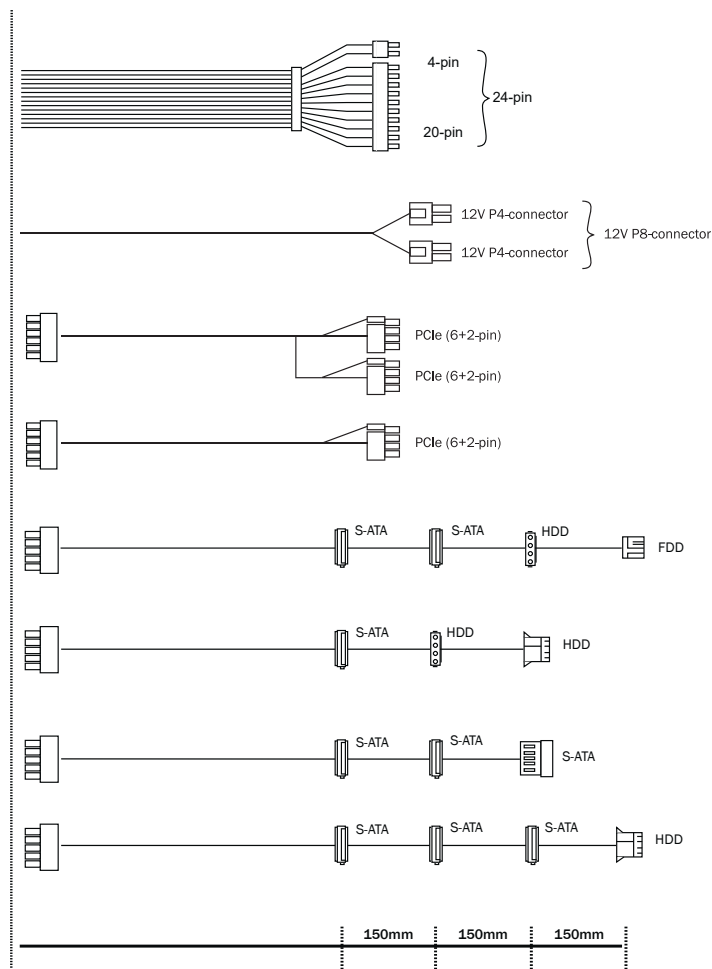 4-pin
24-pin
20-pin
12V P4-connector
12V P8-connector
12V P4-connector
PCIe (6+2-pin)
PCIe (6+2-pin)
PCIe (6+2-pin)
S-ATA S-ATA HDD FDD
S-ATA HDD HDD
S-ATA S-ATA S-ATA
S-ATA S-ATA S-ATA HDD
150mm 150mm 150mm